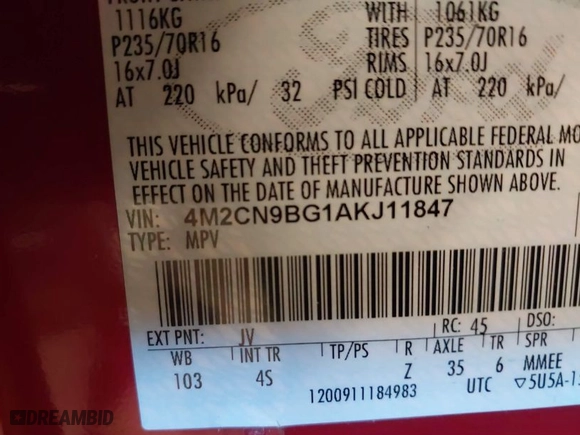 1116KG WITH 1061KG
P235/70R16 TIRES P235/70R16
16x7.0J RIMS 16x7.0J
AT 220 kPa/ 32 PSI COLD AT 220 kPa/
THIS VEHICLE CONFORMS TO ALL APPLICABLE FEDERAL MO
VEHICLE SAFETY AND THEFT PREVENTION STANDARDS IN
EFFECT ON THE DATE OF MANUFACTURE SHOWN ABOVE.
VIN: 4M2CN9BG1AKJ11847
TYPE: MPV
EXT PNT: JV RC: 45 DSO:
WB INT TR TP/PS R AXLE TR SPR
103 4S Z 35 6 MMEE
1200911184983 UTC ▽5U5A-1
DREAMBID